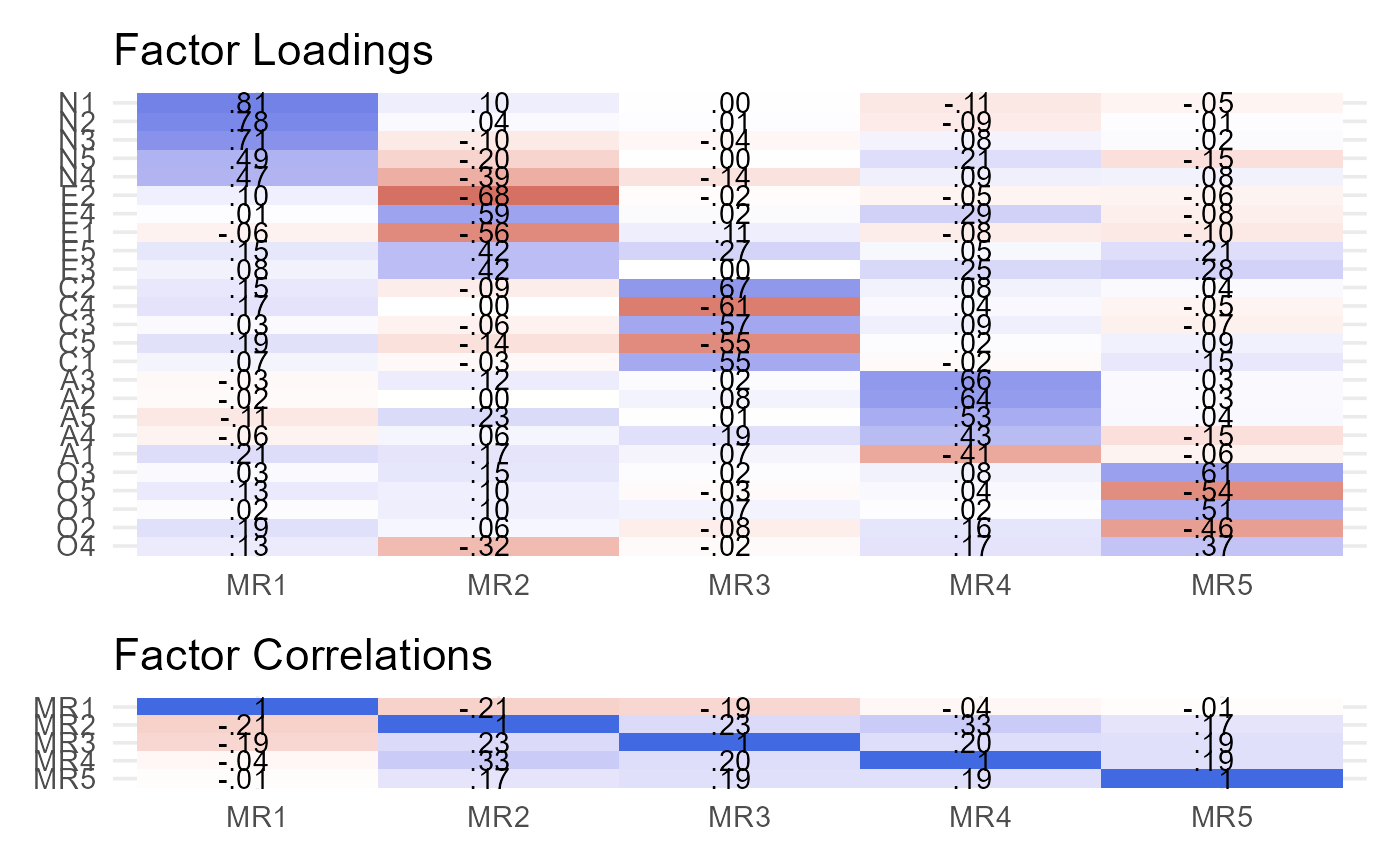 Factor Loadings
N1 .81 .10 .00 -.11 -.05
N2 .78 .04 .01 -.09 .01
N3 .71 -.10 -.04 .08 .02
N5 .49 -.20 .00 .21 -.15
N4 .47 -.39 -.14 .09 .08
E2 .10 -.68 -.02 -.05 -.06
E4 .01 .59 .02 .29 -.08
E1 -.06 -.56 .11 -.08 -.10
E5 .15 .42 .27 .05 .21
E3 .08 .42 .00 .25 .28
C2 .15 -.09 .67 .08 .04
C4 .17 .00 -.61 .04 -.05
C3 .03 -.06 .57 .09 -.07
C5 .19 -.14 -.55 .02 .09
C1 .07 -.03 .55 -.02 .15
A3 -.03 .12 .02 .66 .03
A2 -.02 .00 .08 .64 .03
A5 -.11 .23 .01 .53 .04
A4 -.06 .06 .19 .43 -.15
A1 .21 .17 .07 -.41 -.06
O3 .03 .15 .02 .08 .61
O5 .13 .10 -.03 .04 -.54
O1 .02 .10 .07 .02 .51
O2 .19 .06 -.08 .16 -.46
O4 .13 -.32 -.02 .17 .37
MR1 MR2 MR3 MR4 MR5
Factor Correlations
MR1 1 -.21 -.19 -.04 -.01
MR2 -.21 1 .23 .33 .17
MR3 -.19 .23 1 .20 .19
MR4 -.04 .33 .20 1 .19
MR5 -.01 .17 .19 .19 1
MR1 MR2 MR3 MR4 MR5